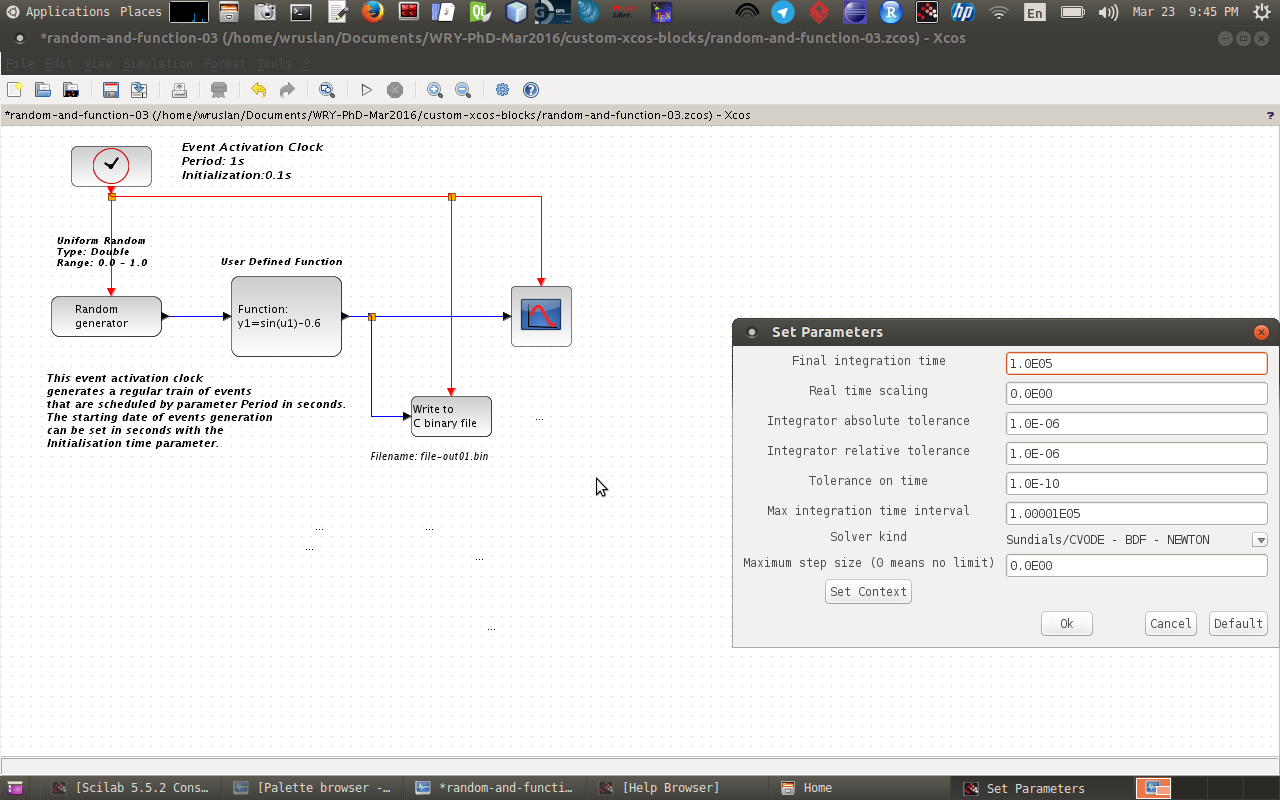 Applications Places En Mar 23 9:45 PM
*random-and-function-03 (/home/wruslan/Documents/WRY-PhD-Mar2016/custom-xcos-blocks/random-and-function-03.zcos) - Xcos
File Edit View Simulation Format Tools ?
*random-and-function-03 (/home/wruslan/Documents/WRY-PhD-Mar2016/custom-xcos-blocks/random-and-function-03.zcos) - Xcos ?
Event Activation Clock
Period: 1s
Initialization:0.1s
Uniform Random
Type: Double
Range: 0.0 - 1.0
User Defined Function
Random
generator
Function:
y1=sin(u1)-0.6
This event activation clock
generates a regular train of events
that are scheduled by parameter Period in seconds.
The starting date of events generation
can be set in seconds with the
Initialisation time parameter.
Write to
C binary file
...
Filename: file-out01.bin
... ...
...
...
...
Set Parameters
Final integration time 1.0E05
Real time scaling 0.0E00
Integrator absolute tolerance 1.0E-06
Integrator relative tolerance 1.0E-06
Tolerance on time 1.0E-10
Max integration time interval 1.00001E05
Solver kind Sundials/CVODE - BDF - NEWTON
Maximum step size (0 means no limit) 0.0E00
Set Context
Ok Cancel Default
[Scilab 5.5.2 Cons... [Palette browser -... *random-and-functi... [Help Browser] Home Set Parameters